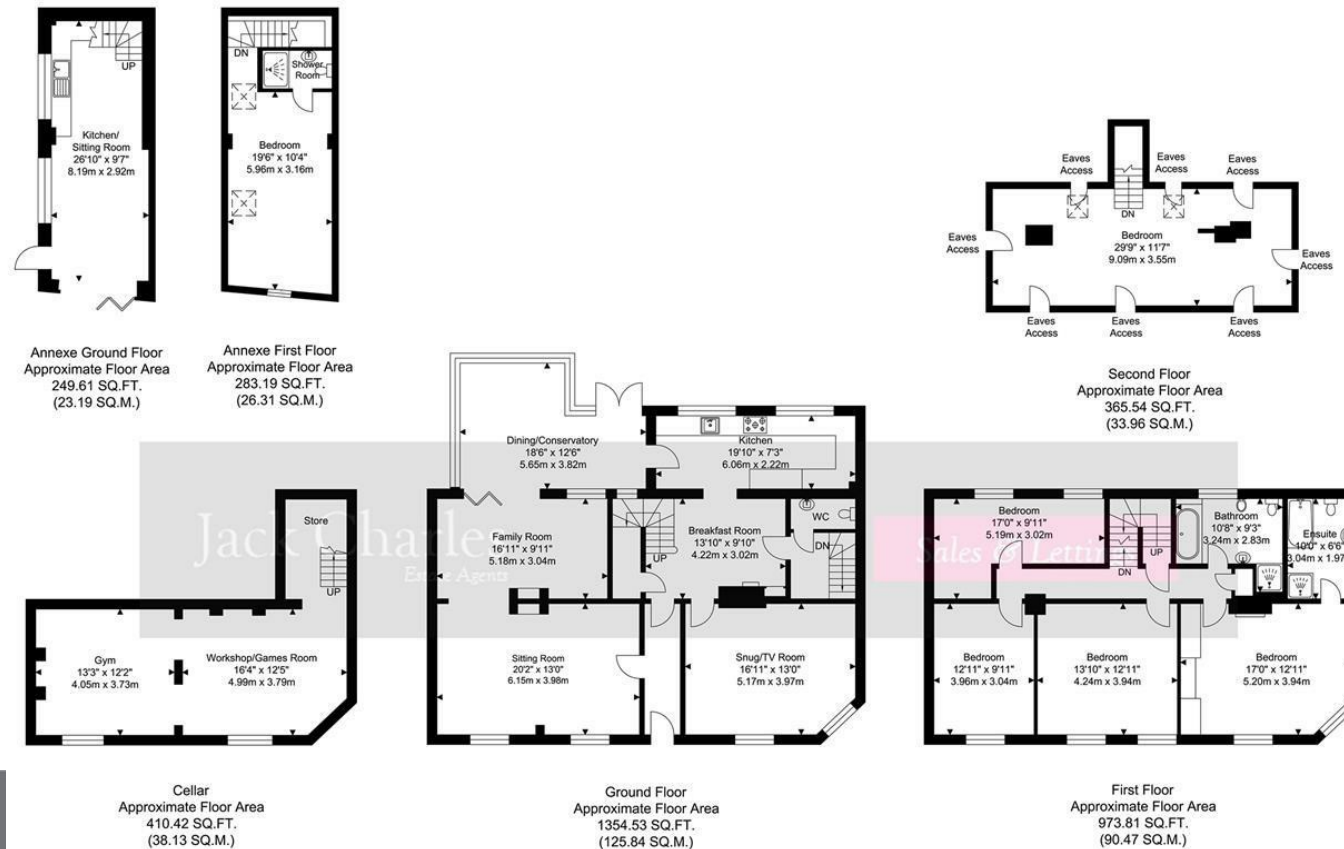 UP
Kitchen/
Sitting Room
26'10" x 9'7"
8.19m x 2.92m
Annexe Ground Floor
Approximate Floor Area
249.61 SQ.FT.
(23.19 SQ.M.)
DN
Shower
Room
Bedroom
19'6" x 10'4"
5.96m x 3.16m
Annexe First Floor
Approximate Floor Area
283.19 SQ.FT.
(26.31 SQ.M.)
Eaves
Access
Eaves
Access
Eaves
Access
DN
Eaves
Access
Bedroom
29'9" x 11'7"
9.09m x 3.55m
Eaves
Access
Eaves
Access
Eaves
Access
Eaves
Access
Second Floor
Approximate Floor Area
365.54 SQ.FT.
(33.96 SQ.M.)
Store
UP
Gym
13'3" x 12'2"
4.05m x 3.73m
Workshop/Games Room
16'4" x 12'5"
4.99m x 3.79m
Cellar
Approximate Floor Area
410.42 SQ.FT.
(38.13 SQ.M.)
Dining/Conservatory
18'6" x 12'6"
5.65m x 3.82m
Kitchen
19'10" x 7'3"
6.06m x 2.22m
Family Room
16'11" x 9'11"
5.18m x 3.04m
UP
Breakfast Room
13'10" x 9'10"
4.22m x 3.02m
WC
DN
Sitting Room
20'2" x 13'0"
6.15m x 3.98m
Snug/TV Room
16'11" x 13'0"
5.17m x 3.97m
Ground Floor
Approximate Floor Area
1354.53 SQ.FT.
(125.84 SQ.M.)
Bedroom
17'0" x 9'11"
5.19m x 3.02m
DN
UP
Bathroom
10'8" x 9'3"
3.24m x 2.83m
Ensuite
10'0" x 6'6"
3.04m x 1.97
Bedroom
12'11" x 9'11"
3.96m x 3.04m
Bedroom
13'10" x 12'11"
4.24m x 3.94m
Bedroom
17'0" x 12'11"
5.20m x 3.94m
First Floor
Approximate Floor Area
973.81 SQ.FT.
(90.47 SQ.M.)
Jack Charles
Estate Agents
Sales & Lettin